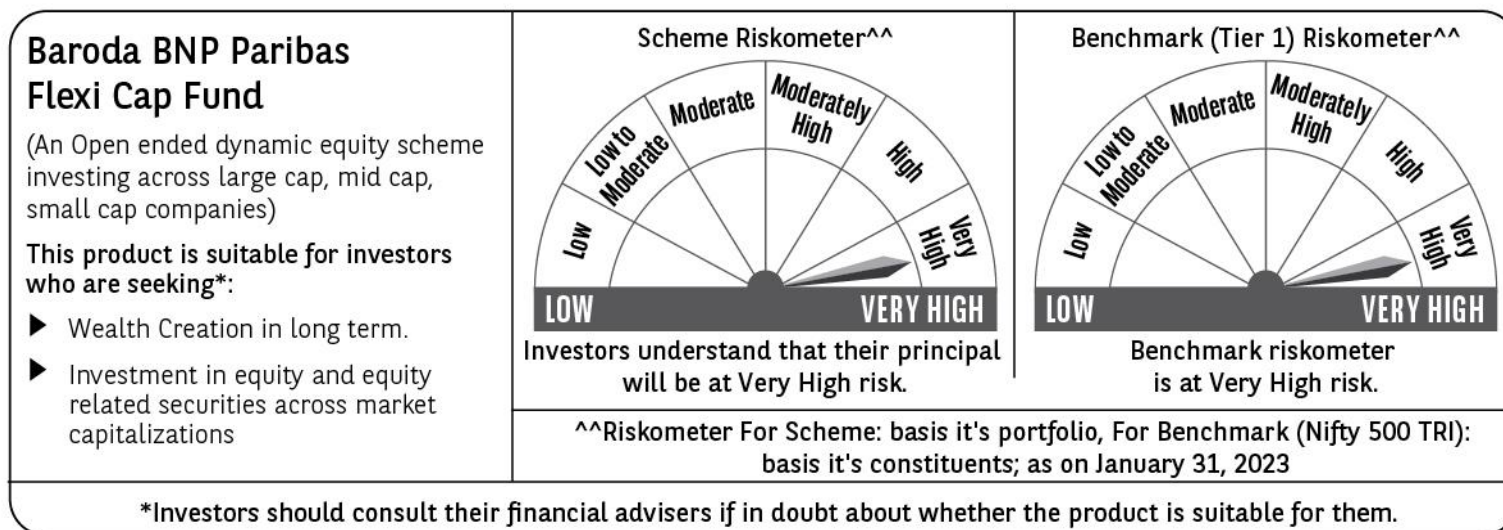 Baroda BNP Paribas
Flexi Cap Fund
(An Open ended dynamic equity scheme
investing across large cap, mid cap,
small cap companies)
This product is suitable for investors
who are seeking*:
Wealth Creation in long term.
Investment in equity and equity
related securities across market
capitalizations
Scheme Riskometer^^
Low
Low to
Moderate
Moderate
Moderately
High
High
Very
High
LOW VERY HIGH
Investors understand that their principal
will be at Very High risk.
Benchmark (Tier 1) Riskometer^^
Low
Low to
Moderate
Moderate
Moderately
High
High
Very
High
LOW VERY HIGH
Benchmark riskometer
is at Very High risk.
^^Riskometer For Scheme: basis it's portfolio, For Benchmark (Nifty 500 TRI):
basis it's constituents; as on January 31, 2023
*Investors should consult their financial advisers if in doubt about whether the product is suitable for them.